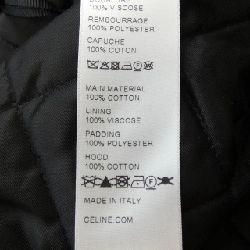 100% VISCOSE
REMBOURRAGE
100% POLYESTER
CAPUCHE
100% COTON
MAIN MATERIAL
100% COTTON
LINING
100% VISCOSE
PADDING
100% POLYESTER
HOOD
100% COTTON
MADE IN ITALY
CELINE.COM